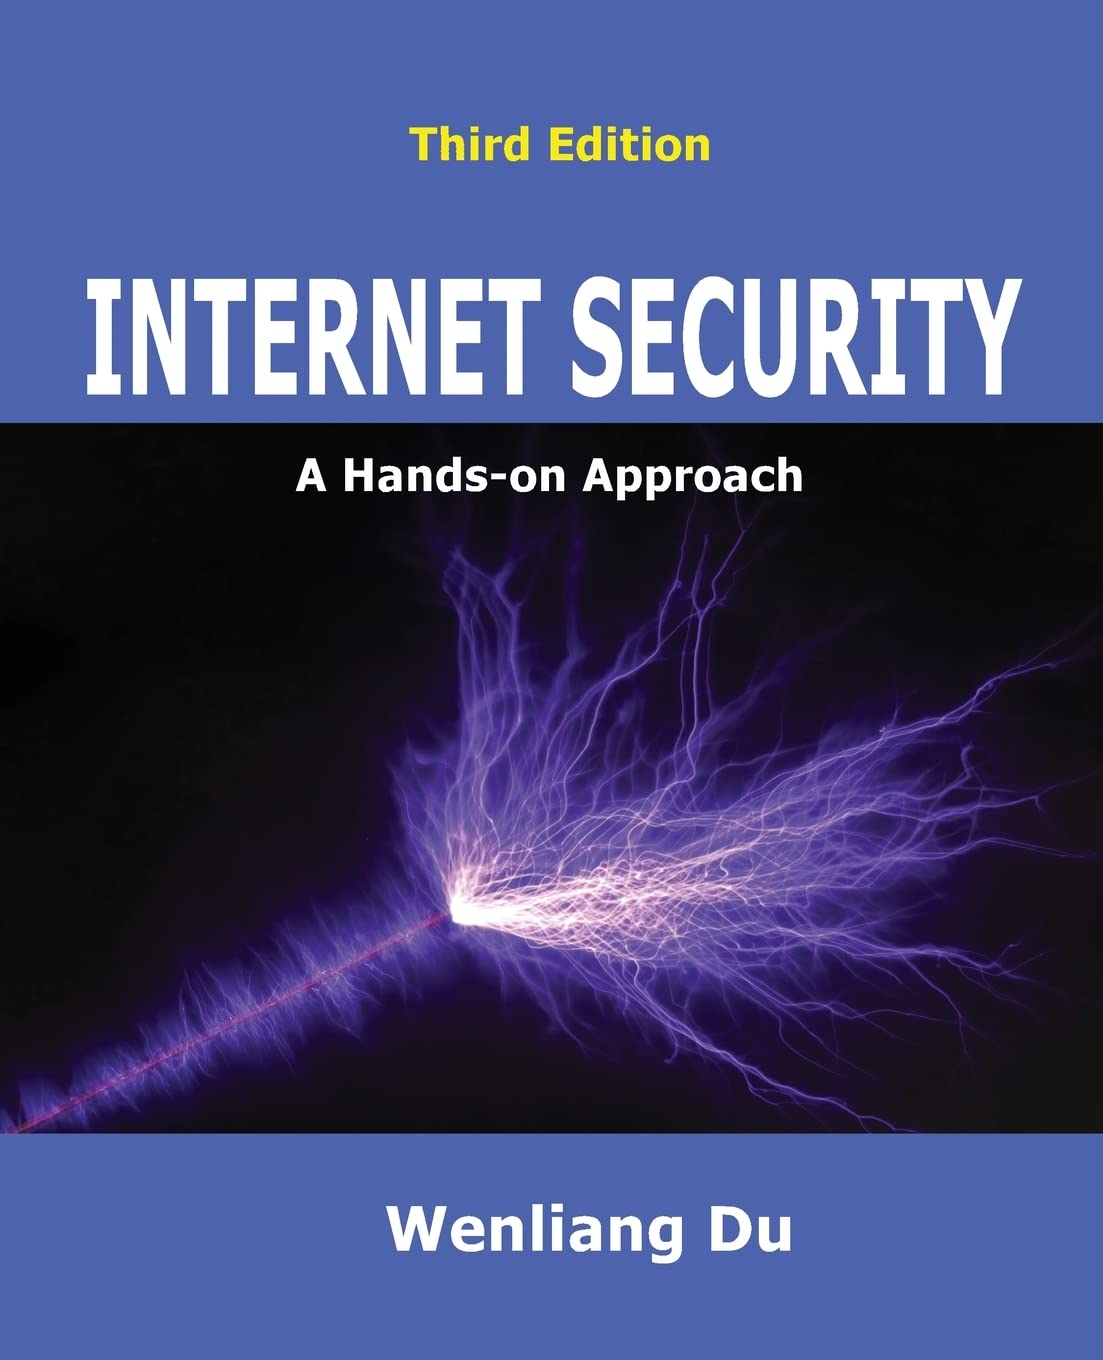 Third Edition
INTERNET SECURITY
A Hands-on Approach
Wenliang Du